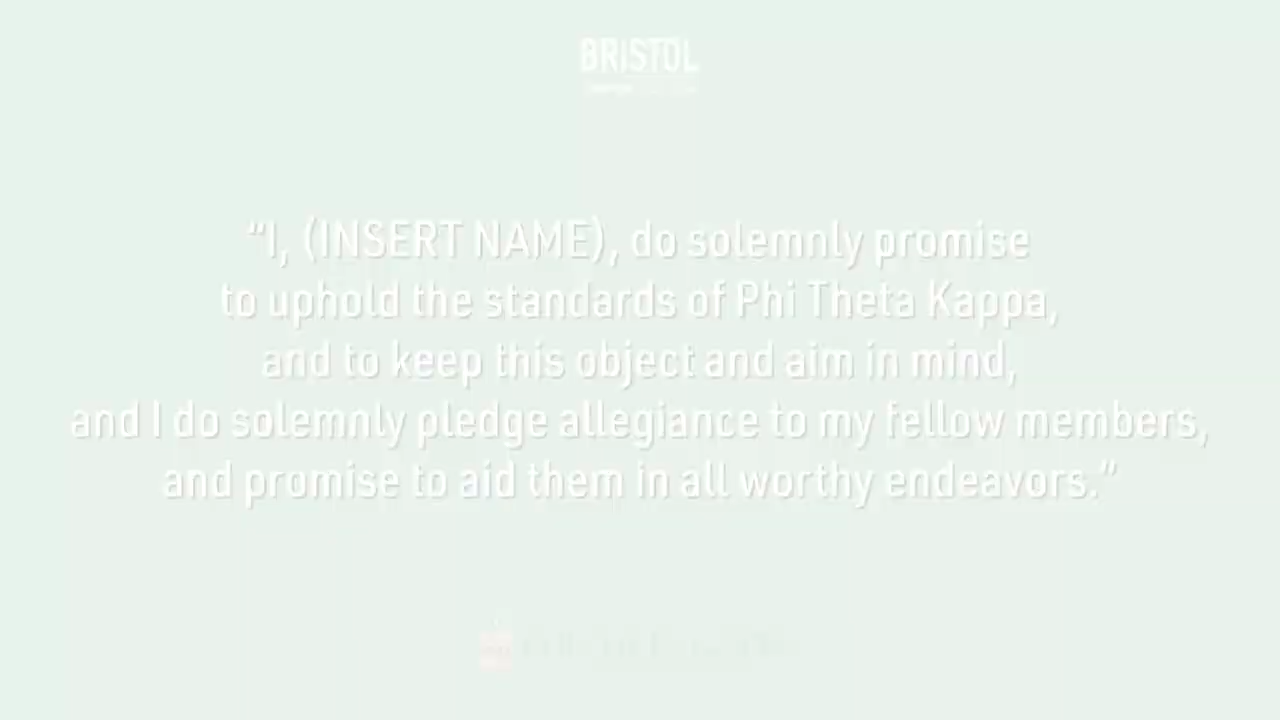 BRISTOL
“I, (INSERT NAME), do solemnly promise
to uphold the standards of Phi Theta Kappa,
and to keep this object and aim in mind,
and I do solemnly pledge allegiance to my fellow members,
and promise to aid them in all worthy endeavors.”